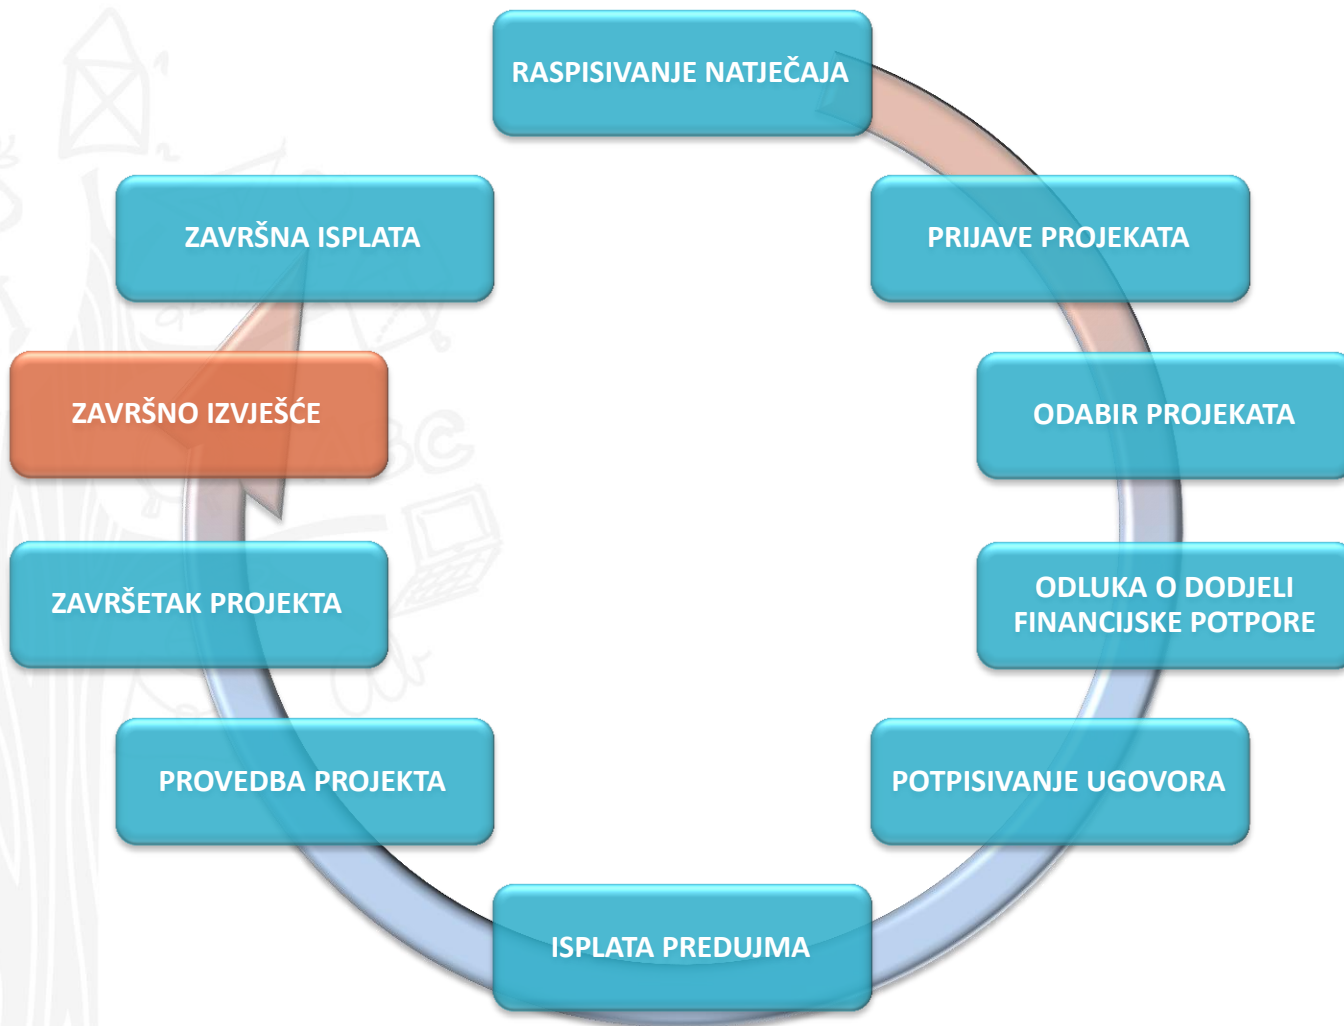 RASPISIVANJE NATJEČAJA
PRIJAVE PROJEKATA
ODABIR PROJEKATA
ODLUKA O DODJELI
FINANCIJSKE POTPORE
POTPISIVANJE UGOVORA
ISPLATA PREDUJMA
PROVEDBA PROJEKTA
ZAVRŠETAK PROJEKTA
ZAVRŠNO IZVJEŠĆE
ZAVRŠNA ISPLATA